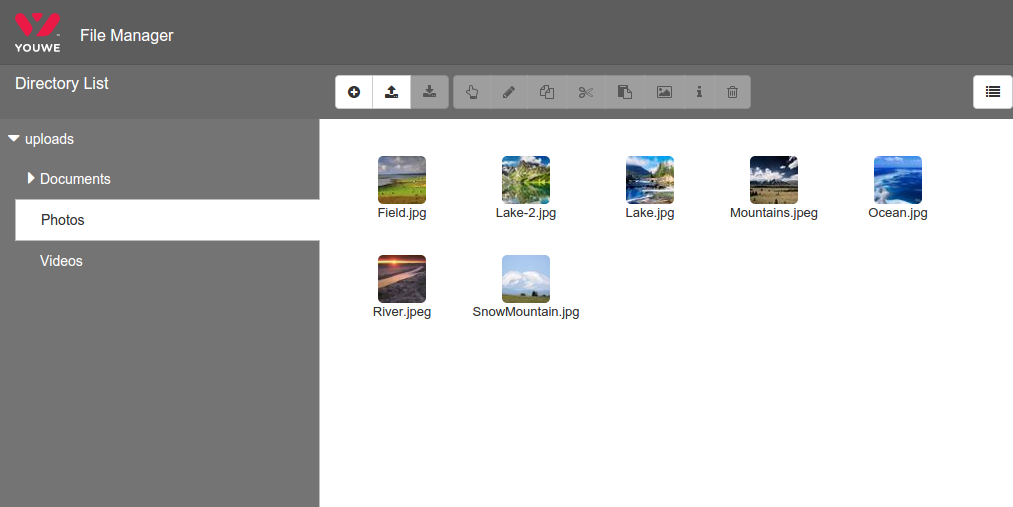 YOUWE
File Manager
Directory List
uploads
Documents
Photos
Videos
Field.jpg
Lake-2.jpg
Lake.jpg
Mountains.jpeg
Ocean.jpg
River.jpeg
SnowMountain.jpg